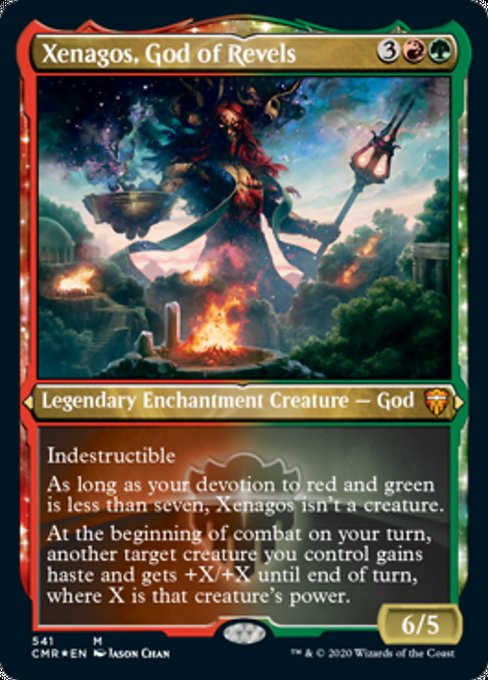 Xenagos, God of Revels 3
Legendary Enchantment Creature — God
Indestructible
As long as your devotion to red and green
is less than seven, Xenagos isn't a creature.
At the beginning of combat on your turn,
another target creature you control gains
haste and gets +X/+X until end of turn,
where X is that creature's power.
6/5
541 M
CMR★EN Jason Chan ™ & © 2020 Wizards of the Coast